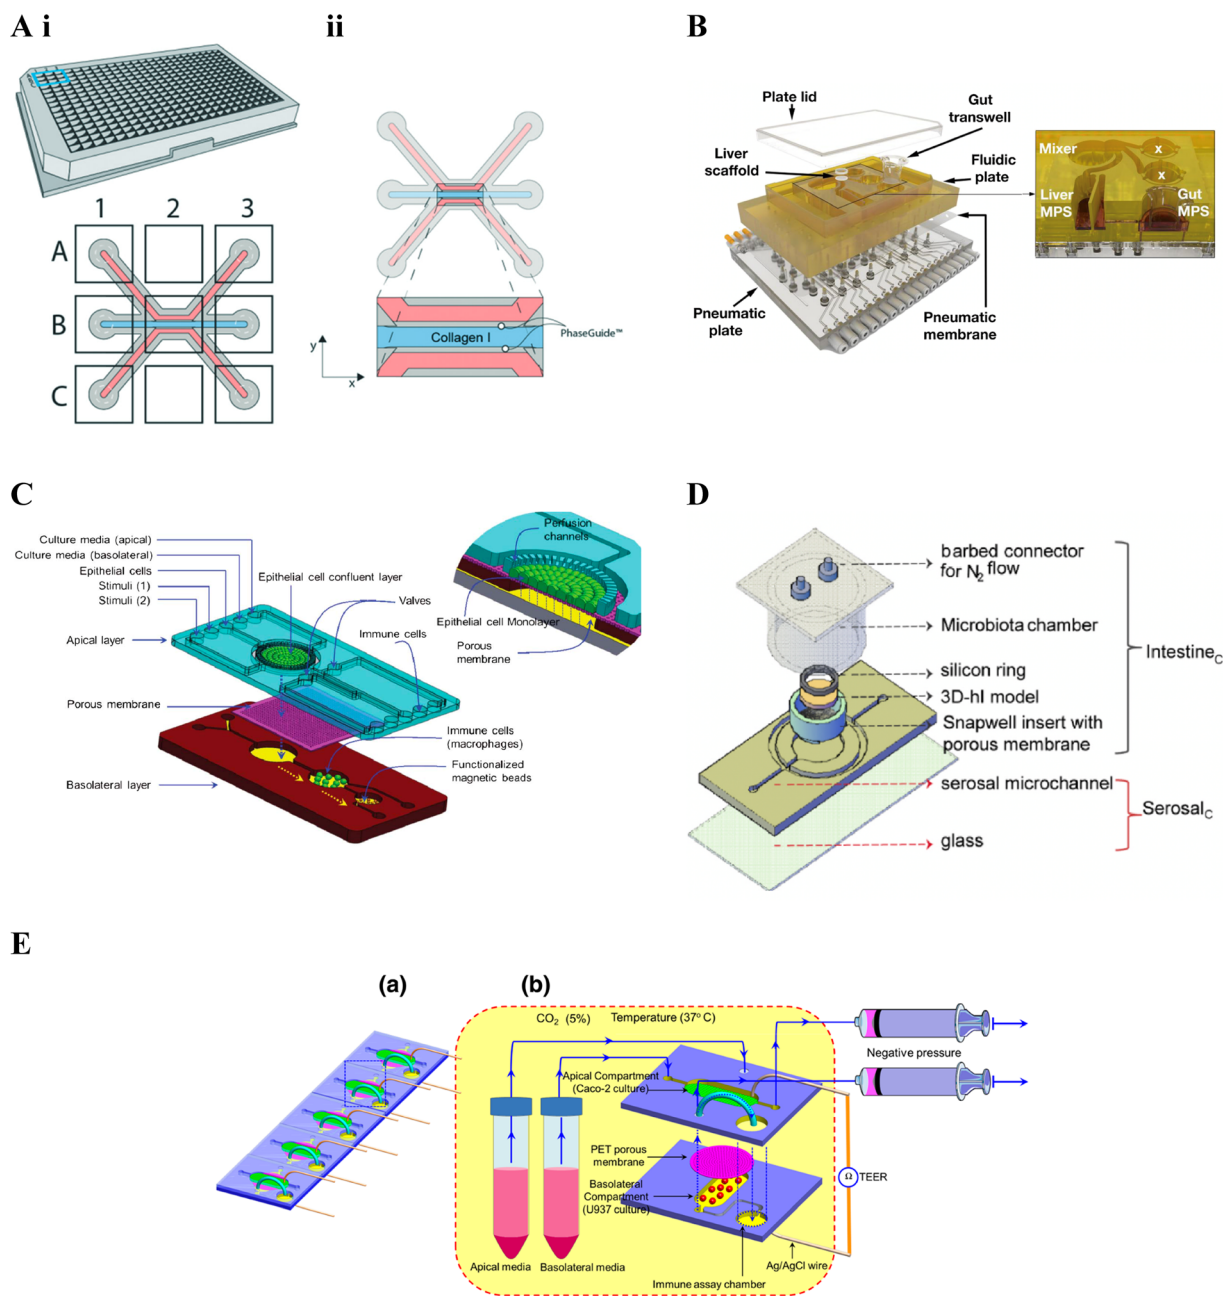 A i
ii
B
1 2 3
A
B
C
Collagen I
PhaseGuide™
y
x
Plate lid
Gut
transwell
Liver
scaffold
Fluidic
plate
Pneumatic
plate
Pneumatic
membrane
Mixer
x
x
Liver
MPS
Gut
MPS
C
Culture media (apical)
Culture media (basolateral)
Epithelial cells
Stimuli (1)
Stimuli (2)
Apical layer
Porous membrane
Basolateral layer
Epithelial cell confluent layer
Valves
Immune cells
Immune cells
(macrophages)
Functionalized
magnetic beads
Perfusion
channels
Epithelial cell Monolayer
Porous
membrane
D
barbed connector
for N2 flow
Microbiota chamber
silicon ring
3D-hI model
Snapwell insert with
porous membrane
serosal microchannel
glass
IntestineC
SerosalC
E
(a)
(b)
CO2 (5%) Temperature (37o C)
Apical Compartment
(Caco-2 culture)
PET porous
membrane
Basolateral
Compartment
(U937 culture)
Apical media
Basolateral media
Immune assay chamber
Ag/AgCl wire
Negative pressure
Ω TEER